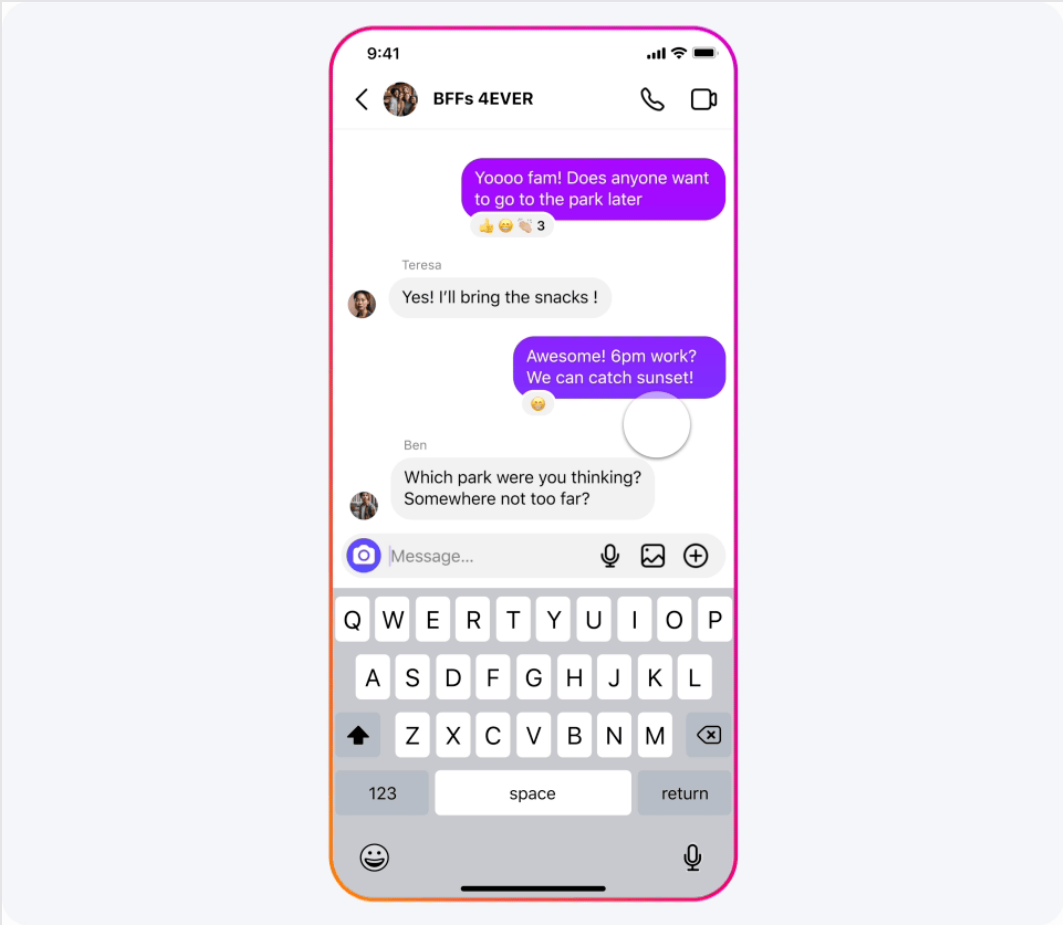 9:41
BFFs 4EVER
Yoooo fam! Does anyone want
to go to the park later
👍😁👏🏼 3
Teresa
Yes! I’ll bring the snacks !
Awesome! 6pm work?
We can catch sunset!
😁
Ben
Which park were you thinking?
Somewhere not too far?
Message...
Q W E R T Y U I O P
A S D F G H J K L
Z X C V B N M
123 space return